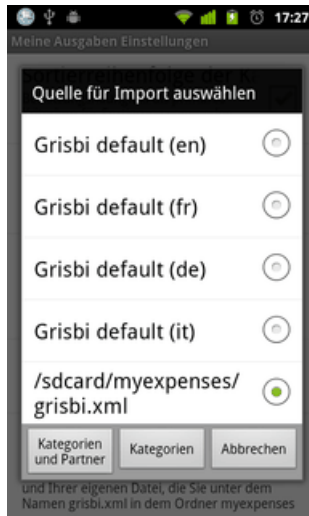 17:27
Meine Ausgaben Einstellungen
Sortierreihenfolge der K
Quelle für Import auswählen
Grisbi default (en)
Grisbi default (fr)
Grisbi default (de)
Grisbi default (it)
/sdcard/myexpenses/
grisbi.xml
Kategorien
und Partner
Kategorien
Abbrechen
und Ihrer eigenen Datei, die Sie unter dem
Namen grisbi.xml in dem Ordner myexpenses